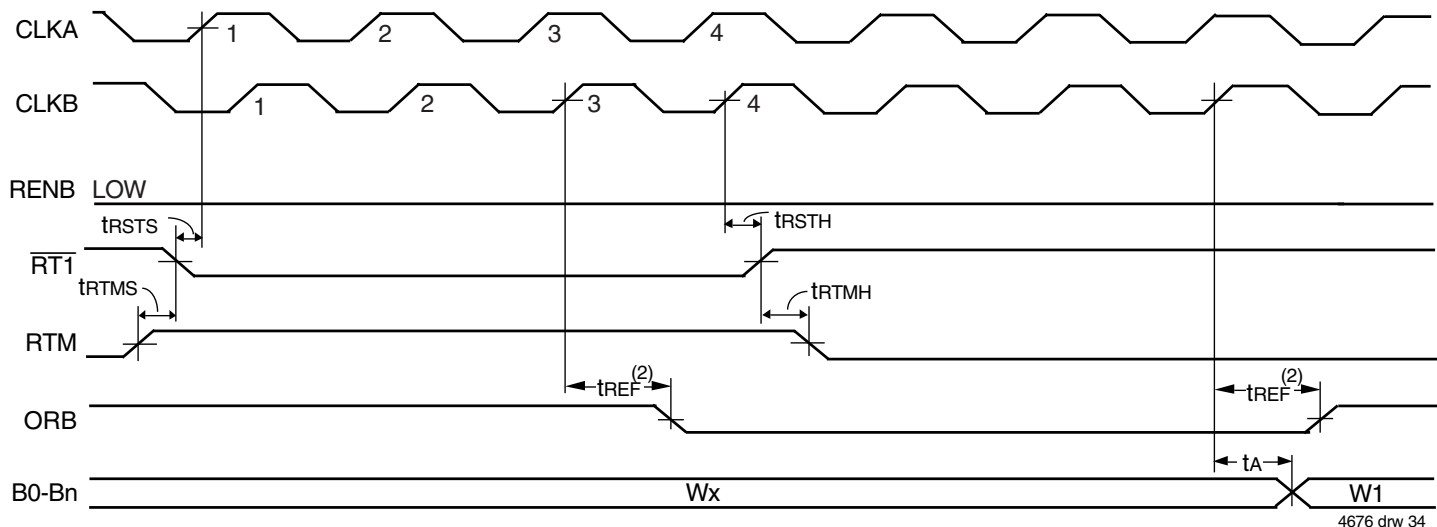 CLKA 1 2 3 4
CLKB 1 2 3 4
RENB LOW
tRSTS tRSTH
RT1
tRTMS tRTMH
RTM
tREF(2) tREF(2)
ORB
tA
B0-Bn Wx W1
4676 drw 34